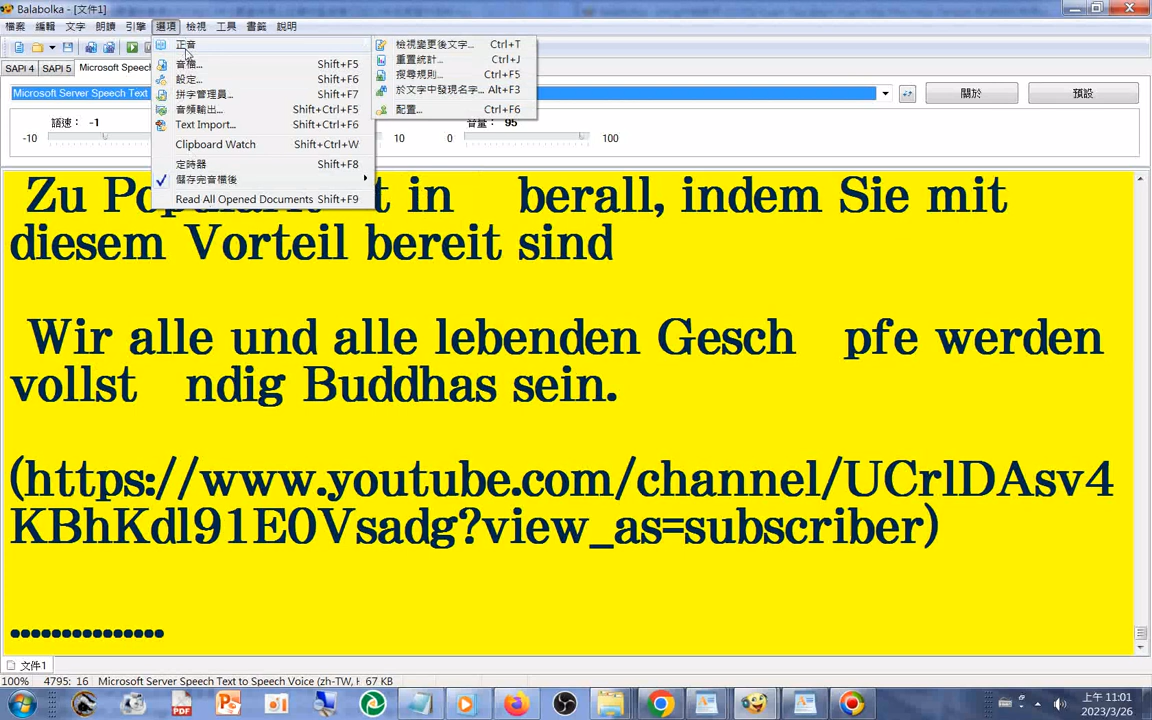 Balabolka - [文件1]
檔案 編輯 文字 朗讀 引擎 選項 檢視 工具 書籤 說明
正音
音檔... Shift+F5
設定... Shift+F6
拼字管理員... Shift+F7
音頻輸出... Shift+Ctrl+F5
Text Import... Shift+Ctrl+F6
Clipboard Watch Shift+Ctrl+W
定時器 Shift+F8
儲存完音檔後
Read All Opened Documents Shift+F9
檢視變更後文字... Ctrl+T
重置統計... Ctrl+J
搜尋規則... Ctrl+F5
於文字中發現名字... Alt+F3
配置... Ctrl+F6
SAPI 4 SAPI 5 Microsoft Speech
Microsoft Server Speech Text
關於 預設
語速： -1
-10 10
音量： 95
0 100
Zu Popularit t in berall, indem Sie mit
diesem Vorteil bereit sind
Wir alle und alle lebenden Gesch pfe werden
vollst ndig Buddhas sein.
(https://www.youtube.com/channel/UCrlDAsv4
KBhKdl91E0Vsadg?view_as=subscriber)
...............
文件1
100% 4795: 16 Microsoft Server Speech Text to Speech Voice (zh-TW, H 67 KB
PDF
上午 11:01
2023/3/26